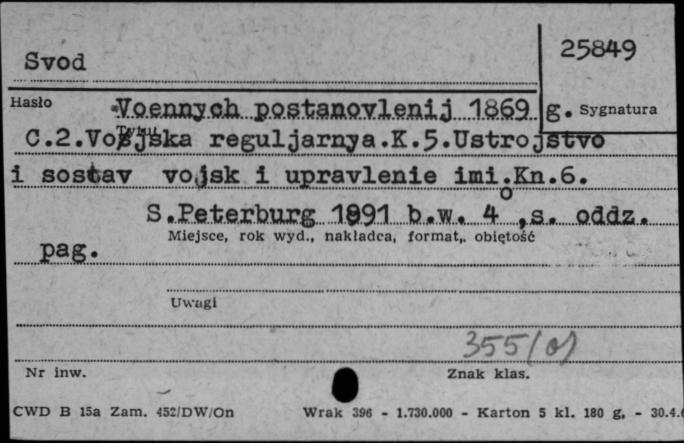 Svod
25849
Hasło Voennych postanovlenij 1869 g. Sygnatura
C.2.Vojska reguljarnya.K.5.Ustrojstvo
Tytuł
i sostav vojsk i upravlenie imi.Kn.6.
S.Peterburg 1891 b.w. 4°,s. oddz.
Miejsce, rok wyd., nakładca, format, objętość
pag.
Uwagi
355(0)
Nr inw. Znak klas.
CWD B 15a Zam. 452/DW/On Wrak 396 - 1.730.000 - Karton 5 kl. 180 g, - 30.4.